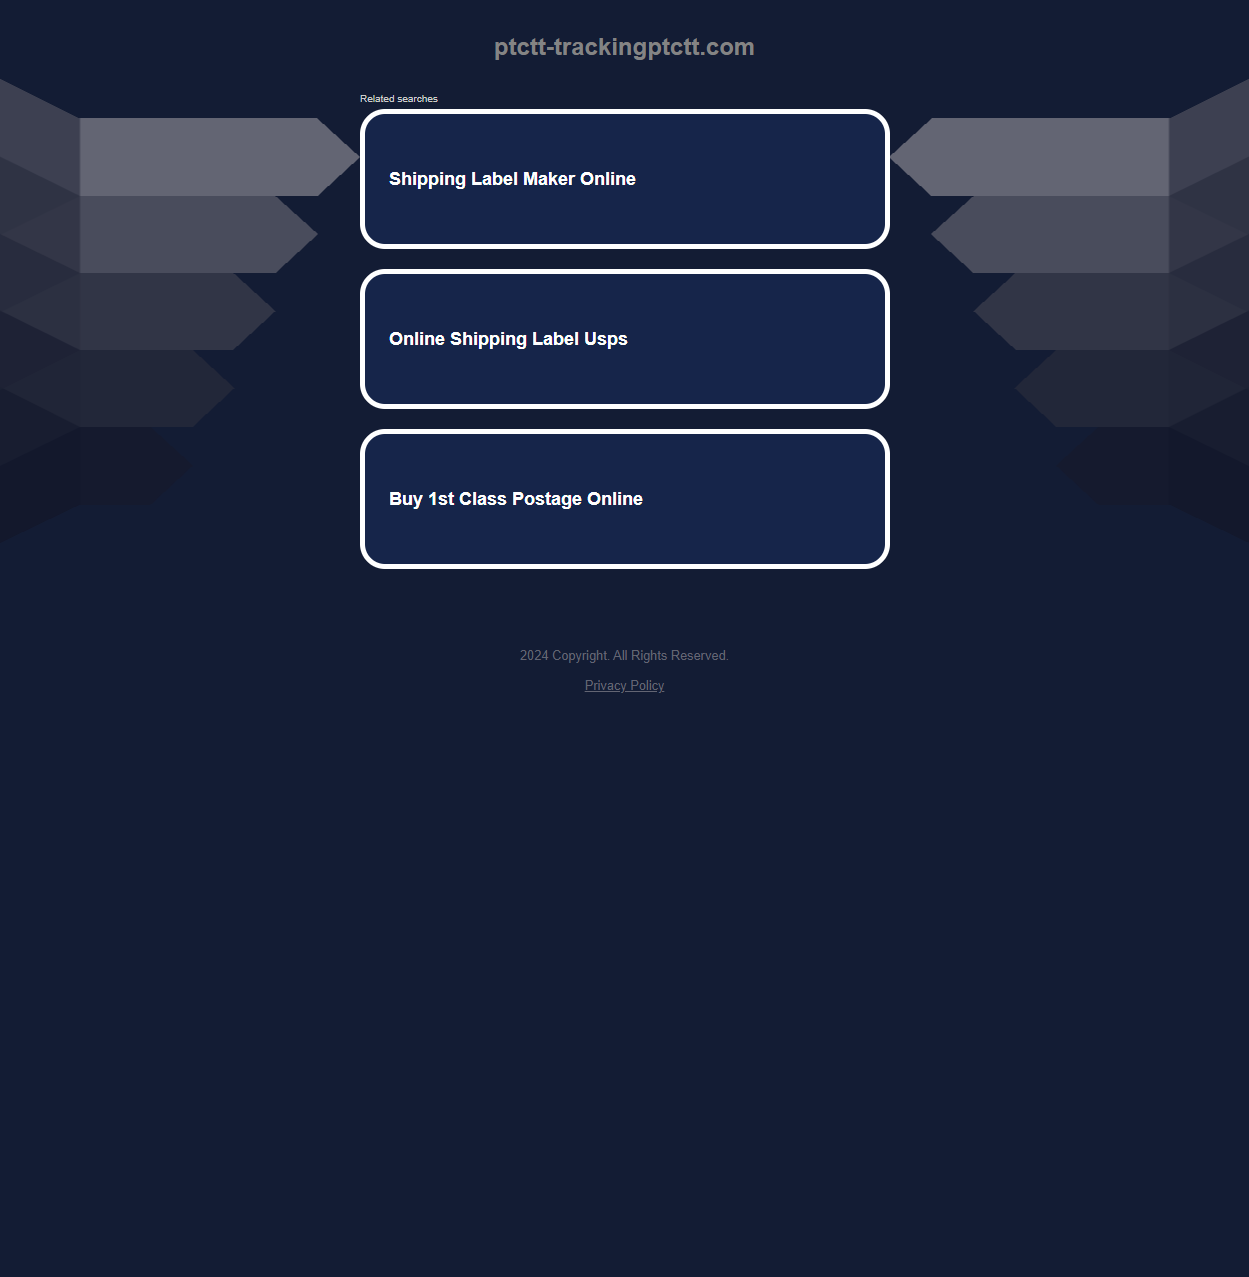 ptctt-trackingptctt.com
Related searches
Shipping Label Maker Online
Online Shipping Label Usps
Buy 1st Class Postage Online
2024 Copyright. All Rights Reserved.
Privacy Policy